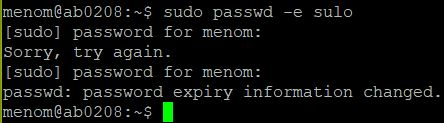 menom@ab0208:~$ sudo passwd -e sulo
[sudo] password for menom:
Sorry, try again.
[sudo] password for menom:
passwd: password expiry information changed.
menom@ab0208:~$